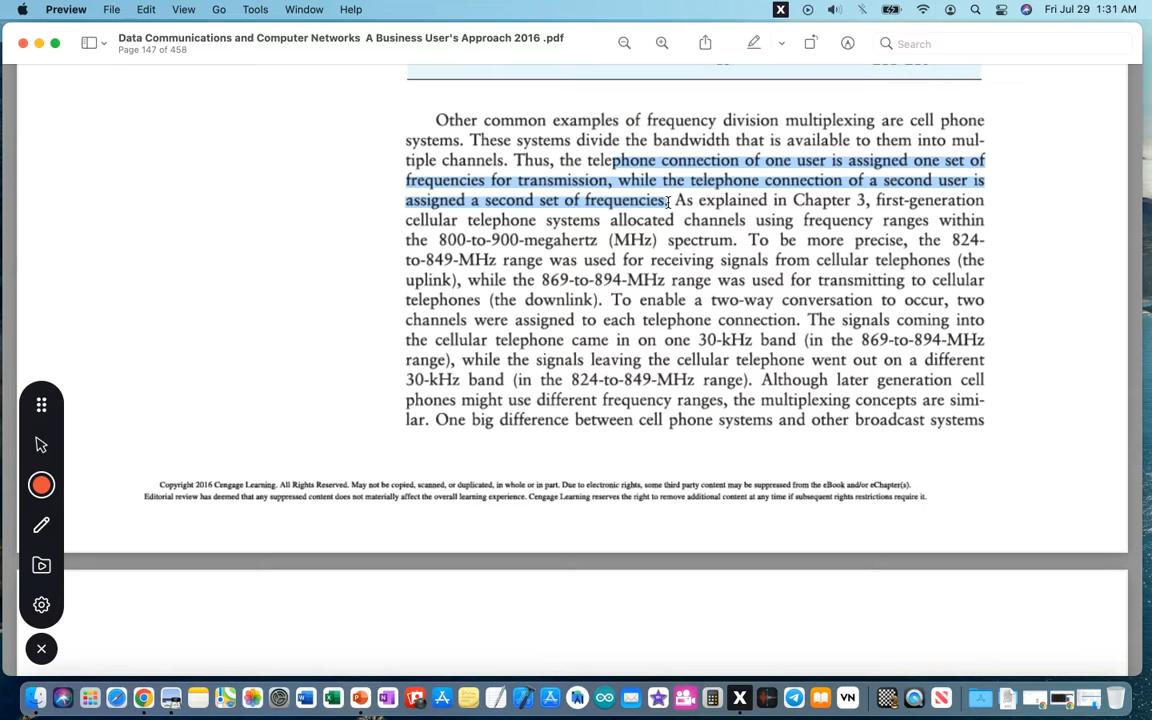 Preview File Edit View Go Tools Window Help Fri Jul 29 1:31 AM
Data Communications and Computer Networks A Business User's Approach 2016 .pdf
Page 147 of 458
Search
Other common examples of frequency division multiplexing are cell phone
systems. These systems divide the bandwidth that is available to them into mul-
tiple channels. Thus, the telephone connection of one user is assigned one set of
frequencies for transmission, while the telephone connection of a second user is
assigned a second set of frequencies. As explained in Chapter 3, first-generation
cellular telephone systems allocated channels using frequency ranges within
the 800-to-900-megahertz (MHz) spectrum. To be more precise, the 824-
to-849-MHz range was used for receiving signals from cellular telephones (the
uplink), while the 869-to-894-MHz range was used for transmitting to cellular
telephones (the downlink). To enable a two-way conversation to occur, two
channels were assigned to each telephone connection. The signals coming into
the cellular telephone came in on one 30-kHz band (in the 869-to-894-MHz
range), while the signals leaving the cellular telephone went out on a different
30-kHz band (in the 824-to-849-MHz range). Although later generation cell
phones might use different frequency ranges, the multiplexing concepts are simi-
lar. One big difference between cell phone systems and other broadcast systems
Copyright 2016 Cengage Learning. All Rights Reserved. May not be copied, scanned, or duplicated, in whole or in part. Due to electronic rights, some third party content may be suppressed from the eBook and/or eChapter(s).
Editorial review has deemed that any suppressed content does not materially affect the overall learning experience. Cengage Learning reserves the right to remove additional content at any time if subsequent rights restrictions require it.